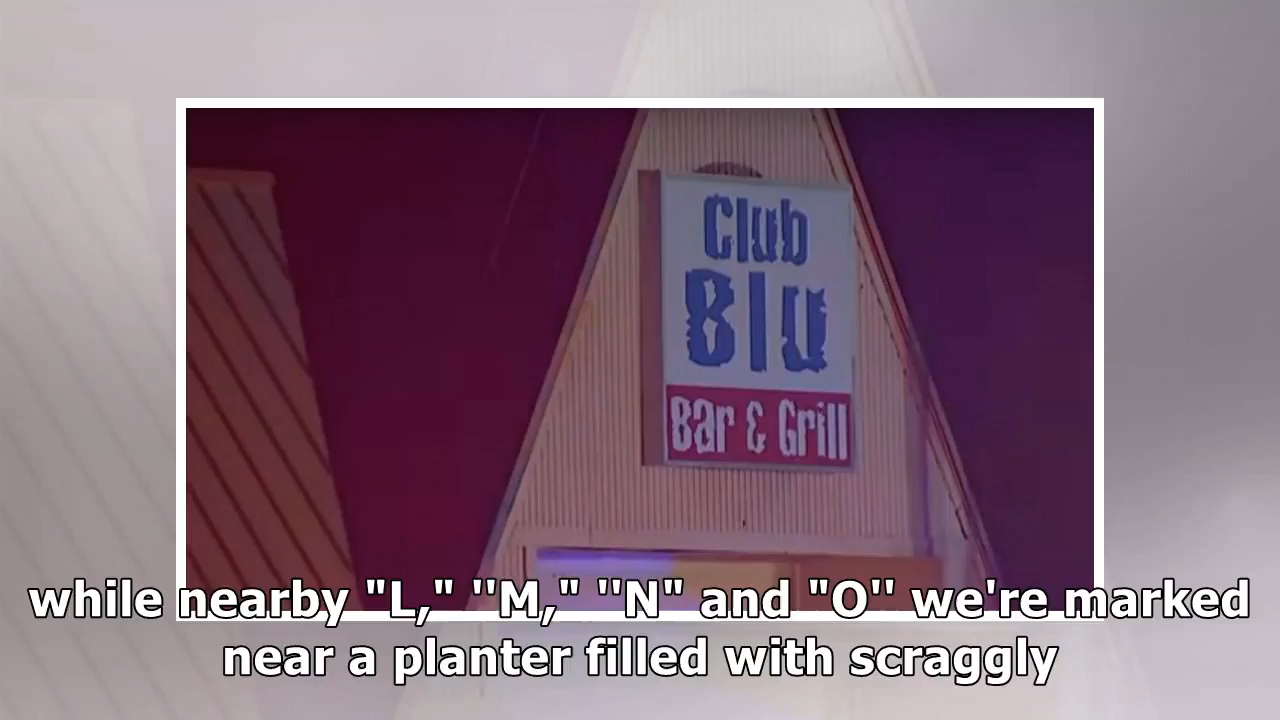 Club
Blu
Bar & Grill
while nearby "L," ''M," ''N" and "O'' we're marked
near a planter filled with scraggly